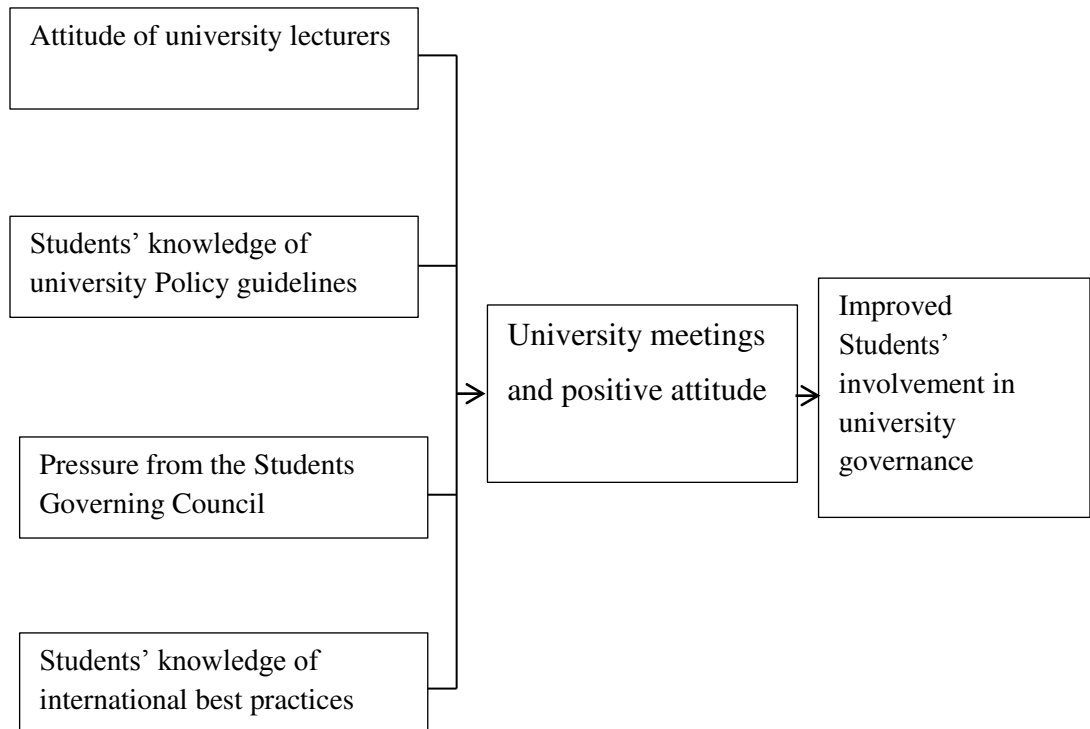 Attitude of university lecturers
Students’ knowledge of
university Policy guidelines
Pressure from the Students
Governing Council
Students’ knowledge of
international best practices
University meetings
and positive attitude
Improved
Students’
involvement in
university
governance